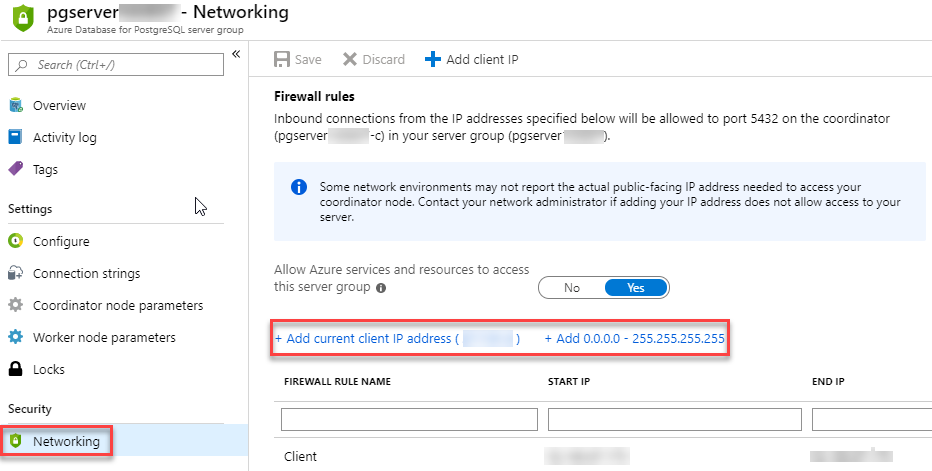 pgserver - Networking
Azure Database for PostgreSQL server group
Search (Ctrl+/)
«
Overview
Activity log
Tags
Settings
Configure
Connection strings
Coordinator node parameters
Worker node parameters
Locks
Security
Networking
Save
Discard
Add client IP
Firewall rules
Inbound connections from the IP addresses specified below will be allowed to port 5432 on the coordinator
(pgserver -c) in your server group (pgserver ).
Some network environments may not report the actual public-facing IP address needed to access your
coordinator node. Contact your network administrator if adding your IP address does not allow access to your
server.
Allow Azure services and resources to access
this server group
No
Yes
+ Add current client IP address ( )
+ Add 0.0.0.0 - 255.255.255.255
FIREWALL RULE NAME
START IP
END IP
Client